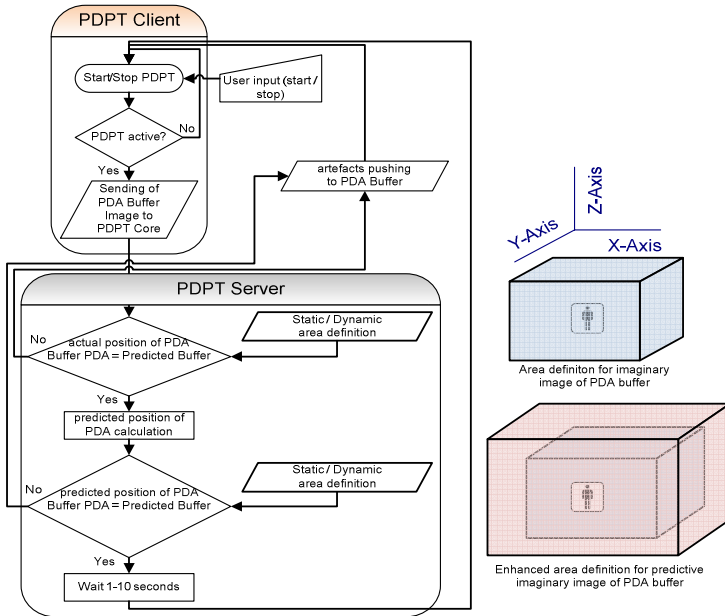 PDPT Client
Start/Stop PDPT
User input (start /
stop)
PDPT active?
No
Yes
Sending of
PDA Buffer
Image to
PDPT Core
artefacts pushing
to PDA Buffer
PDPT Server
No
actual position of PDA
Buffer PDA = Predicted Buffer
Static / Dynamic
area definition
Yes
predicted position of
PDA calculation
No
predicted position of PDA
Buffer PDA = Predicted Buffer
Static / Dynamic
area definition
Yes
Wait 1-10 seconds
Z-Axis
Y-Axis
X-Axis
Area definiton for imaginary
image of PDA buffer
Enhanced area definition for predictive
imaginary image of PDA buffer